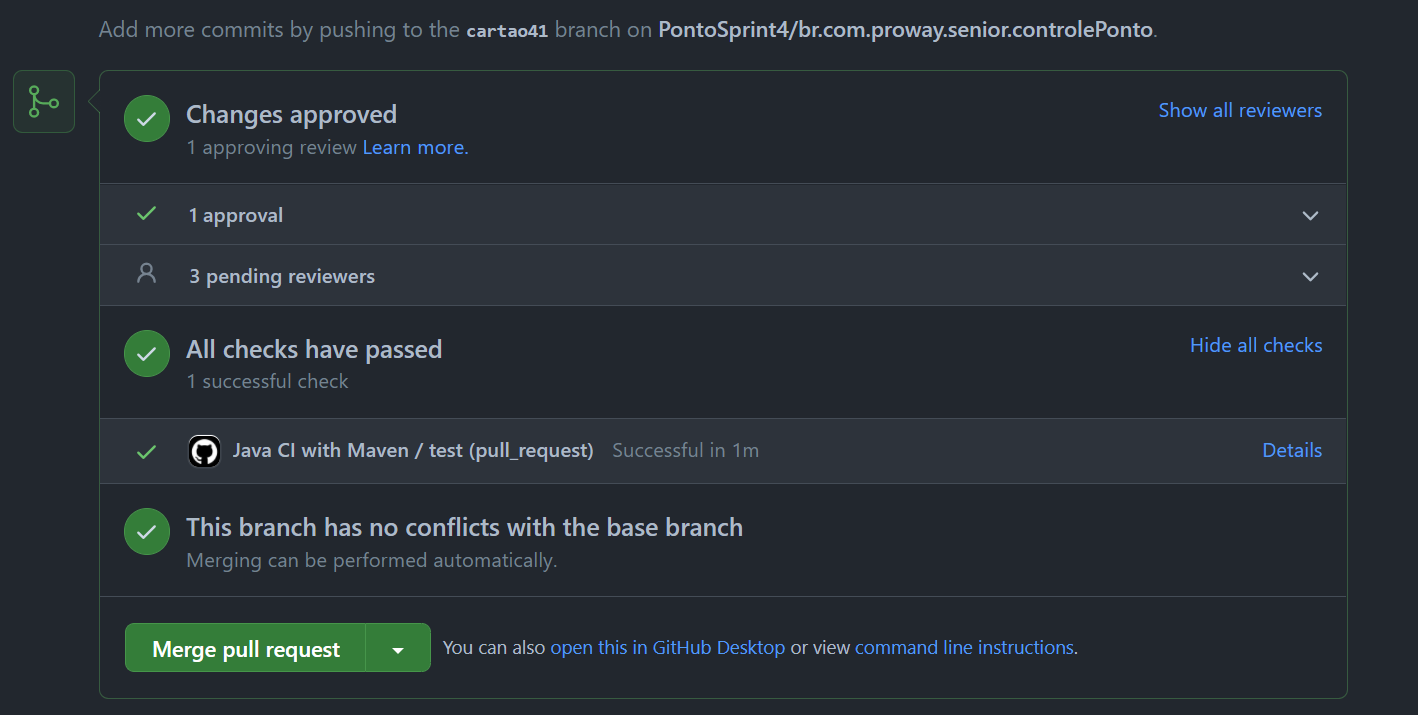 Add more commits by pushing to the cartao41 branch on PontoSprint4/br.com.proway.senior.controlePonto.
Changes approved
Show all reviewers
1 approving review Learn more.
1 approval
3 pending reviewers
All checks have passed
Hide all checks
1 successful check
Java CI with Maven / test (pull_request) Successful in 1m
Details
This branch has no conflicts with the base branch
Merging can be performed automatically.
Merge pull request
You can also open this in GitHub Desktop or view command line instructions.